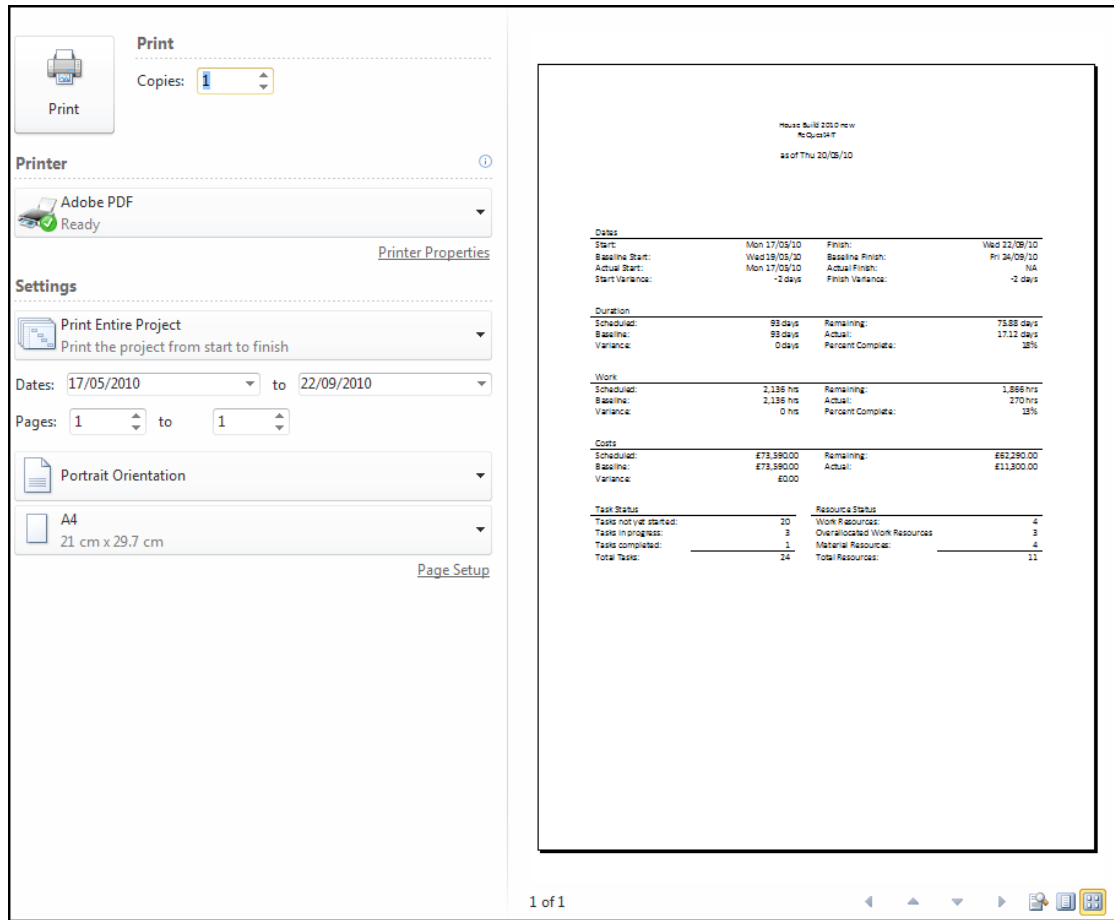 Print
Copies: 1
Print
Printer
Adobe PDF
Ready
Printer Properties
Settings
Print Entire Project
Print the project from start to finish
Dates: 17/05/2010 to 22/09/2010
Pages: 1 to 1
Portrait Orientation
A4
21 cm x 29.7 cm
Page Setup
House Build 2010 new
ReQuest4IT
as of Thu 20/05/10
Dates
Start: Mon 17/05/10 Finish: Wed 22/09/10
Baseline Start: Wed 19/05/10 Baseline Finish: Fri 24/09/10
Actual Start: Mon 17/05/10 Actual Finish: NA
Start Variance: -2 days Finish Variance: -2 days
Duration
Scheduled: 93 days Remaining: 75.88 days
Baseline: 93 days Actual: 17.12 days
Variance: 0 days Percent Complete: 18%
Work
Scheduled: 2,136 hrs Remaining: 1,866 hrs
Baseline: 2,136 hrs Actual: 270 hrs
Variance: 0 hrs Percent Complete: 13%
Costs
Scheduled: £73,590.00 Remaining: £62,290.00
Baseline: £73,590.00 Actual: £11,300.00
Variance: £0.00
Task Status Resource Status
Tasks not yet started: 20 Work Resources: 4
Tasks in progress: 3 Overallocated Work Resources 3
Tasks completed: 1 Material Resources: 4
Total Tasks: 24 Total Resources: 11
1 of 1